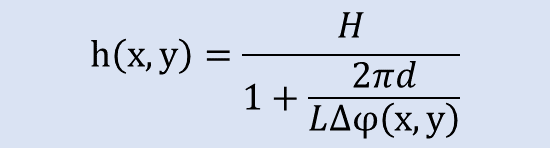 h(x, y) = H / (1 + 2πd / (LΔφ(x, y)))